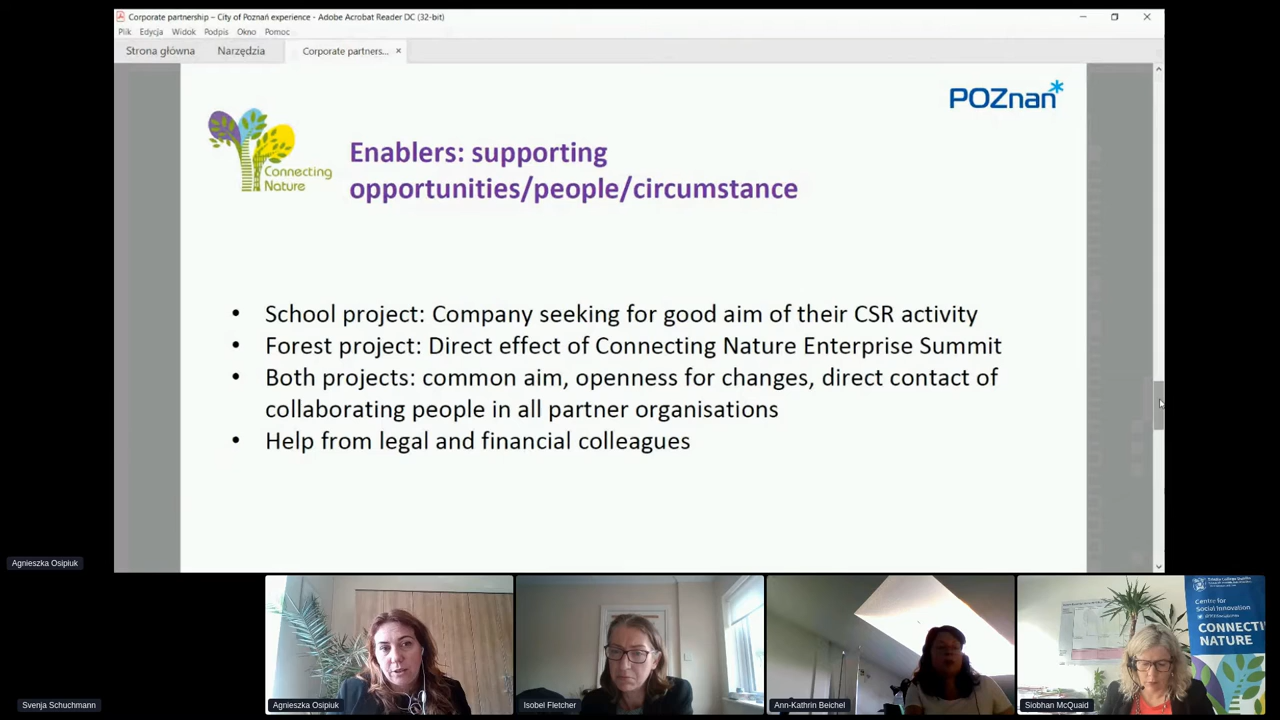 Corporate partnership – City of Poznań experience - Adobe Acrobat Reader DC (32-bit)
Plik Edycja Widok Podpis Okno Pomoc
Strona główna Narzędzia Corporate partners... ×
POZnan*
Connecting
Nature
Enablers: supporting
opportunities/people/circumstance
• School project: Company seeking for good aim of their CSR activity
• Forest project: Direct effect of Connecting Nature Enterprise Summit
• Both projects: common aim, openness for changes, direct contact of
collaborating people in all partner organisations
• Help from legal and financial colleagues
Agnieszka Osipiuk
Centre for
Social Innovation
CONNECTI
NATURE
Svenja Schuchmann
Agnieszka Osipiuk
Isobel Fletcher
Ann-Kathrin Beichel
Siobhan McQuaid